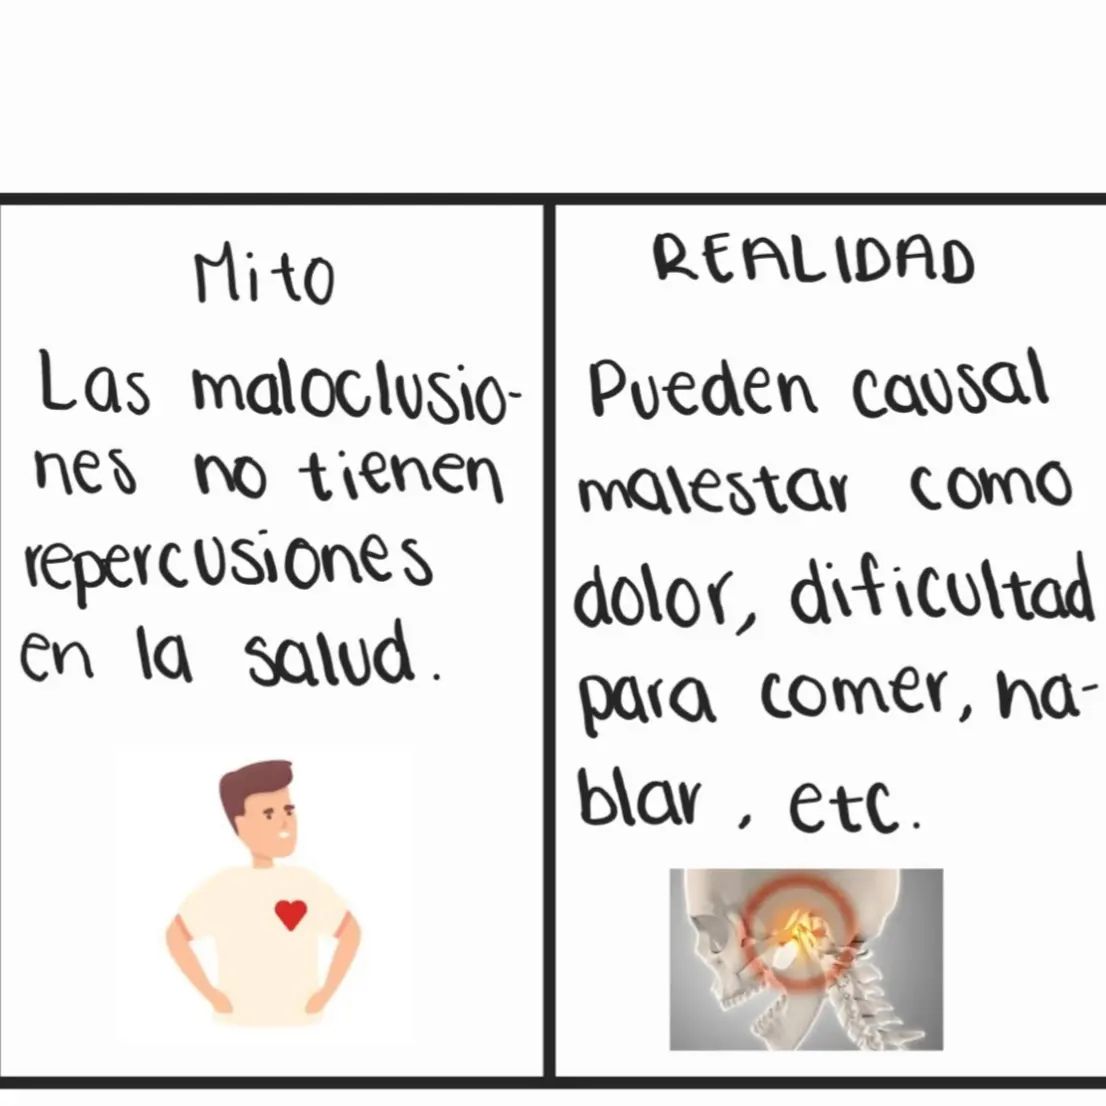 Mito
Las maloclusio-
nes no tienen
repercusiones
en la salud.
REALIDAD
Pueden causal
malestar como
dolor, dificultad
para comer, ha-
blar, etc.